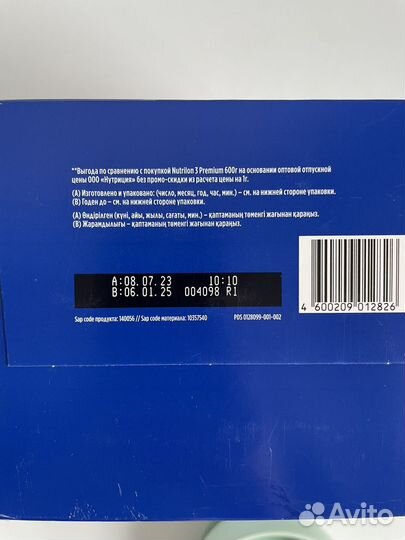 **Выгода по сравнению с покупкой Nutrilon 3 Premium 600г на основании оптовой отпускной
цены ООО «Нутриция» без промо-скидки из расчета цены на 1г.
(А) Изготовлено и упаковано: (число, месяц, год, час, мин.) – см. на нижней стороне упаковки.
(В) Годен до – см. на нижней стороне упаковки.
(А) Өндірілген (күні, айы, жылы, сағаты, мин.) – қаптаманың төменгі жағынан қараңыз.
(В) Жарамдылығы – қаптаманың төменгі жағынан қараңыз.
A:08.07.23 10:10
B:06.01.25 004098 R1
4 600209 012826
Sap code продукта: 140056 // Sap code материала: 10357540
PDS 0128099-001-002
Avito